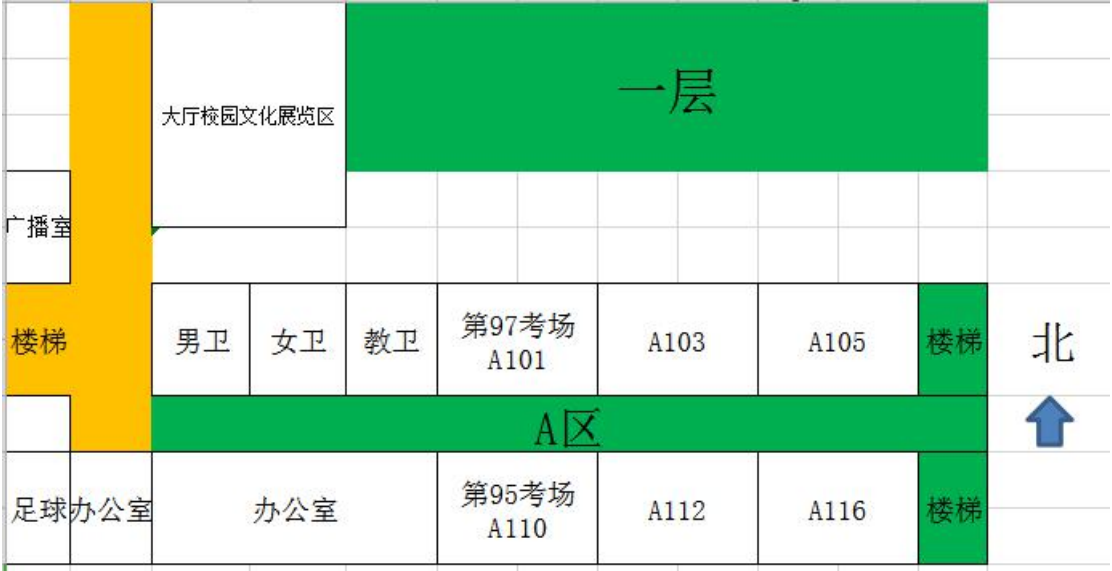 一层
大厅校园文化展览区
广播室
楼梯
男卫
女卫
教卫
第97考场
A101
A103
A105
楼梯
北
A区
足球
办公室
办公室
第95考场
A110
A112
A116
楼梯